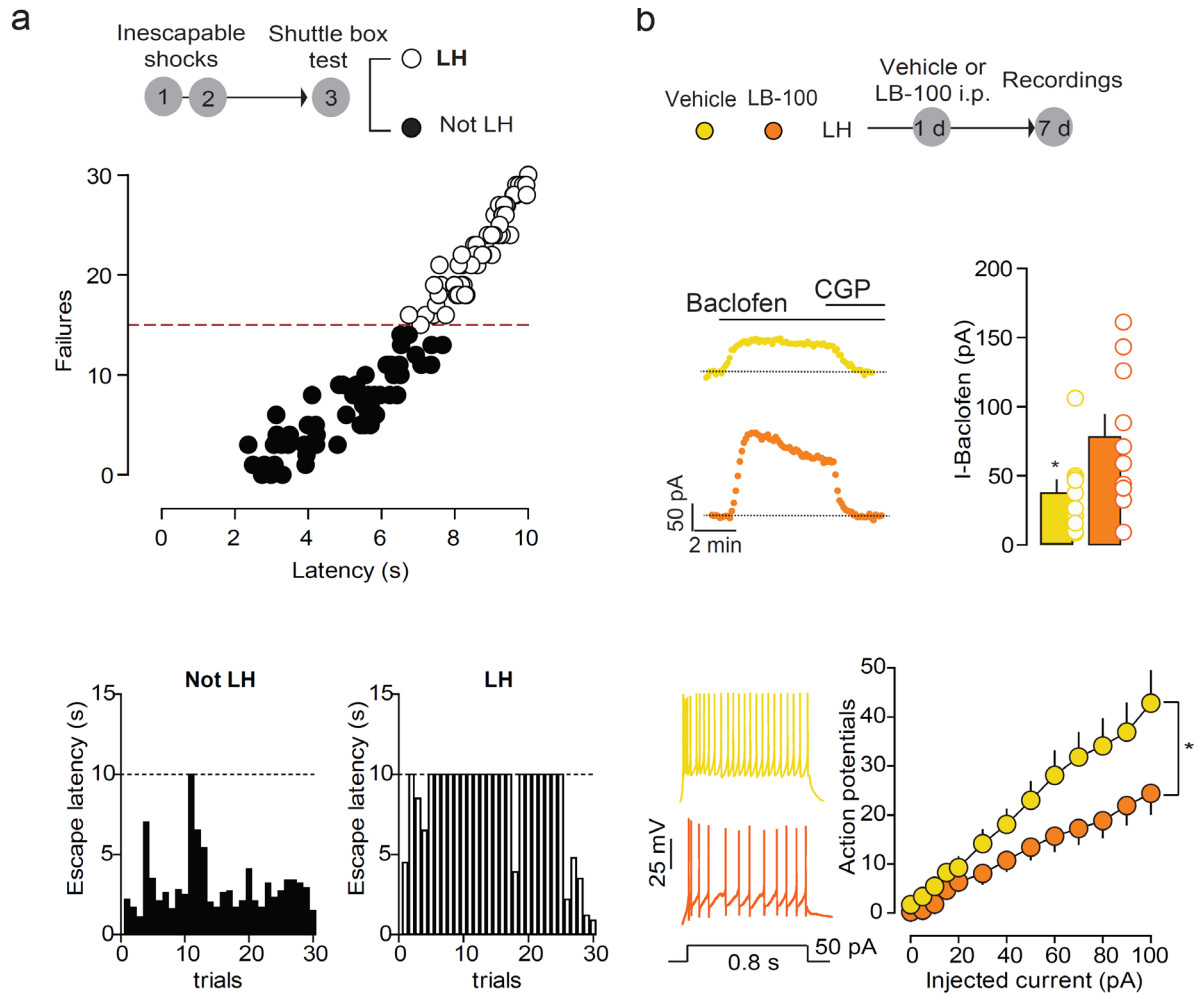 a
Inescapable
shocks
Shuttle box
test
1
2
3
LH
Not LH
30
20
10
0
Failures
0
2
4
6
8
10
Latency (s)
Not LH
15
10
5
0
Escape latency (s)
0
10
20
30
trials
LH
15
10
5
0
Escape latency (s)
0
10
20
30
trials
b
Vehicle
LB-100
LH
Vehicle or
LB-100 i.p.
Recordings
1 d
7 d
Baclofen
CGP
50 pA
2 min
200
150
100
50
0
I-Baclofen (pA)
*
25 mV
50 pA
0.8 s
50
40
30
20
10
0
Action potentials
*
0
20
40
60
80
100
Injected current (pA)